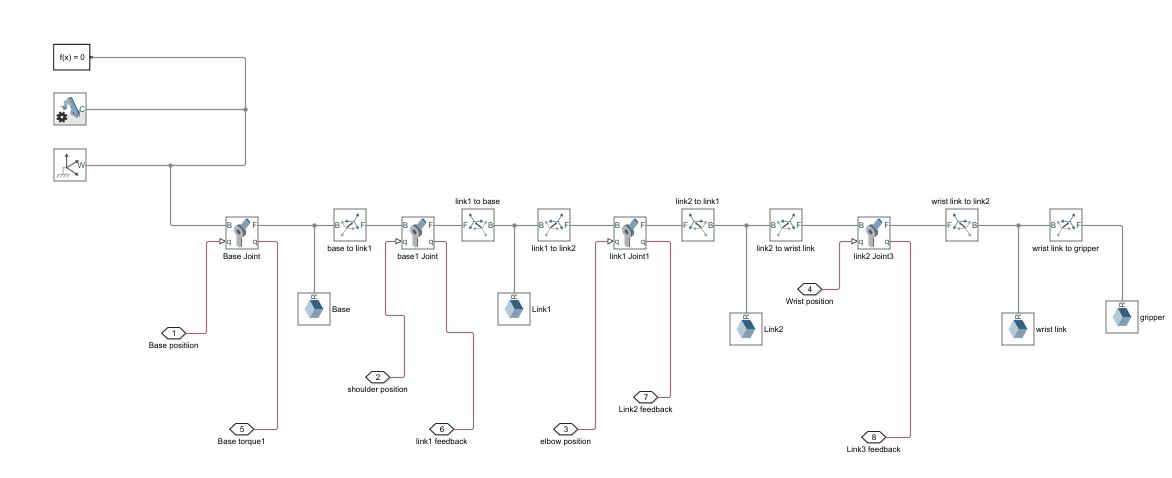 f(x) = 0
C
W
link1 to base
link2 to link1
wrist link to link2
B F
B F
B F
F B
B F
B F
F B
B F
B F
F B
B F
q q
q q
q q
q q
base to link1
link1 to link2
link2 to wrist link
wrist link to gripper
Base Joint
base1 Joint
link1 Joint1
link2 Joint3
4
Wrist position
R
Base
R
Link1
R
Link2
R
wrist link
R
gripper
1
Base positiion
2
shoulder position
7
Link2 feedback
5
Base torque1
6
link1 feedback
3
elbow position
8
Link3 feedback